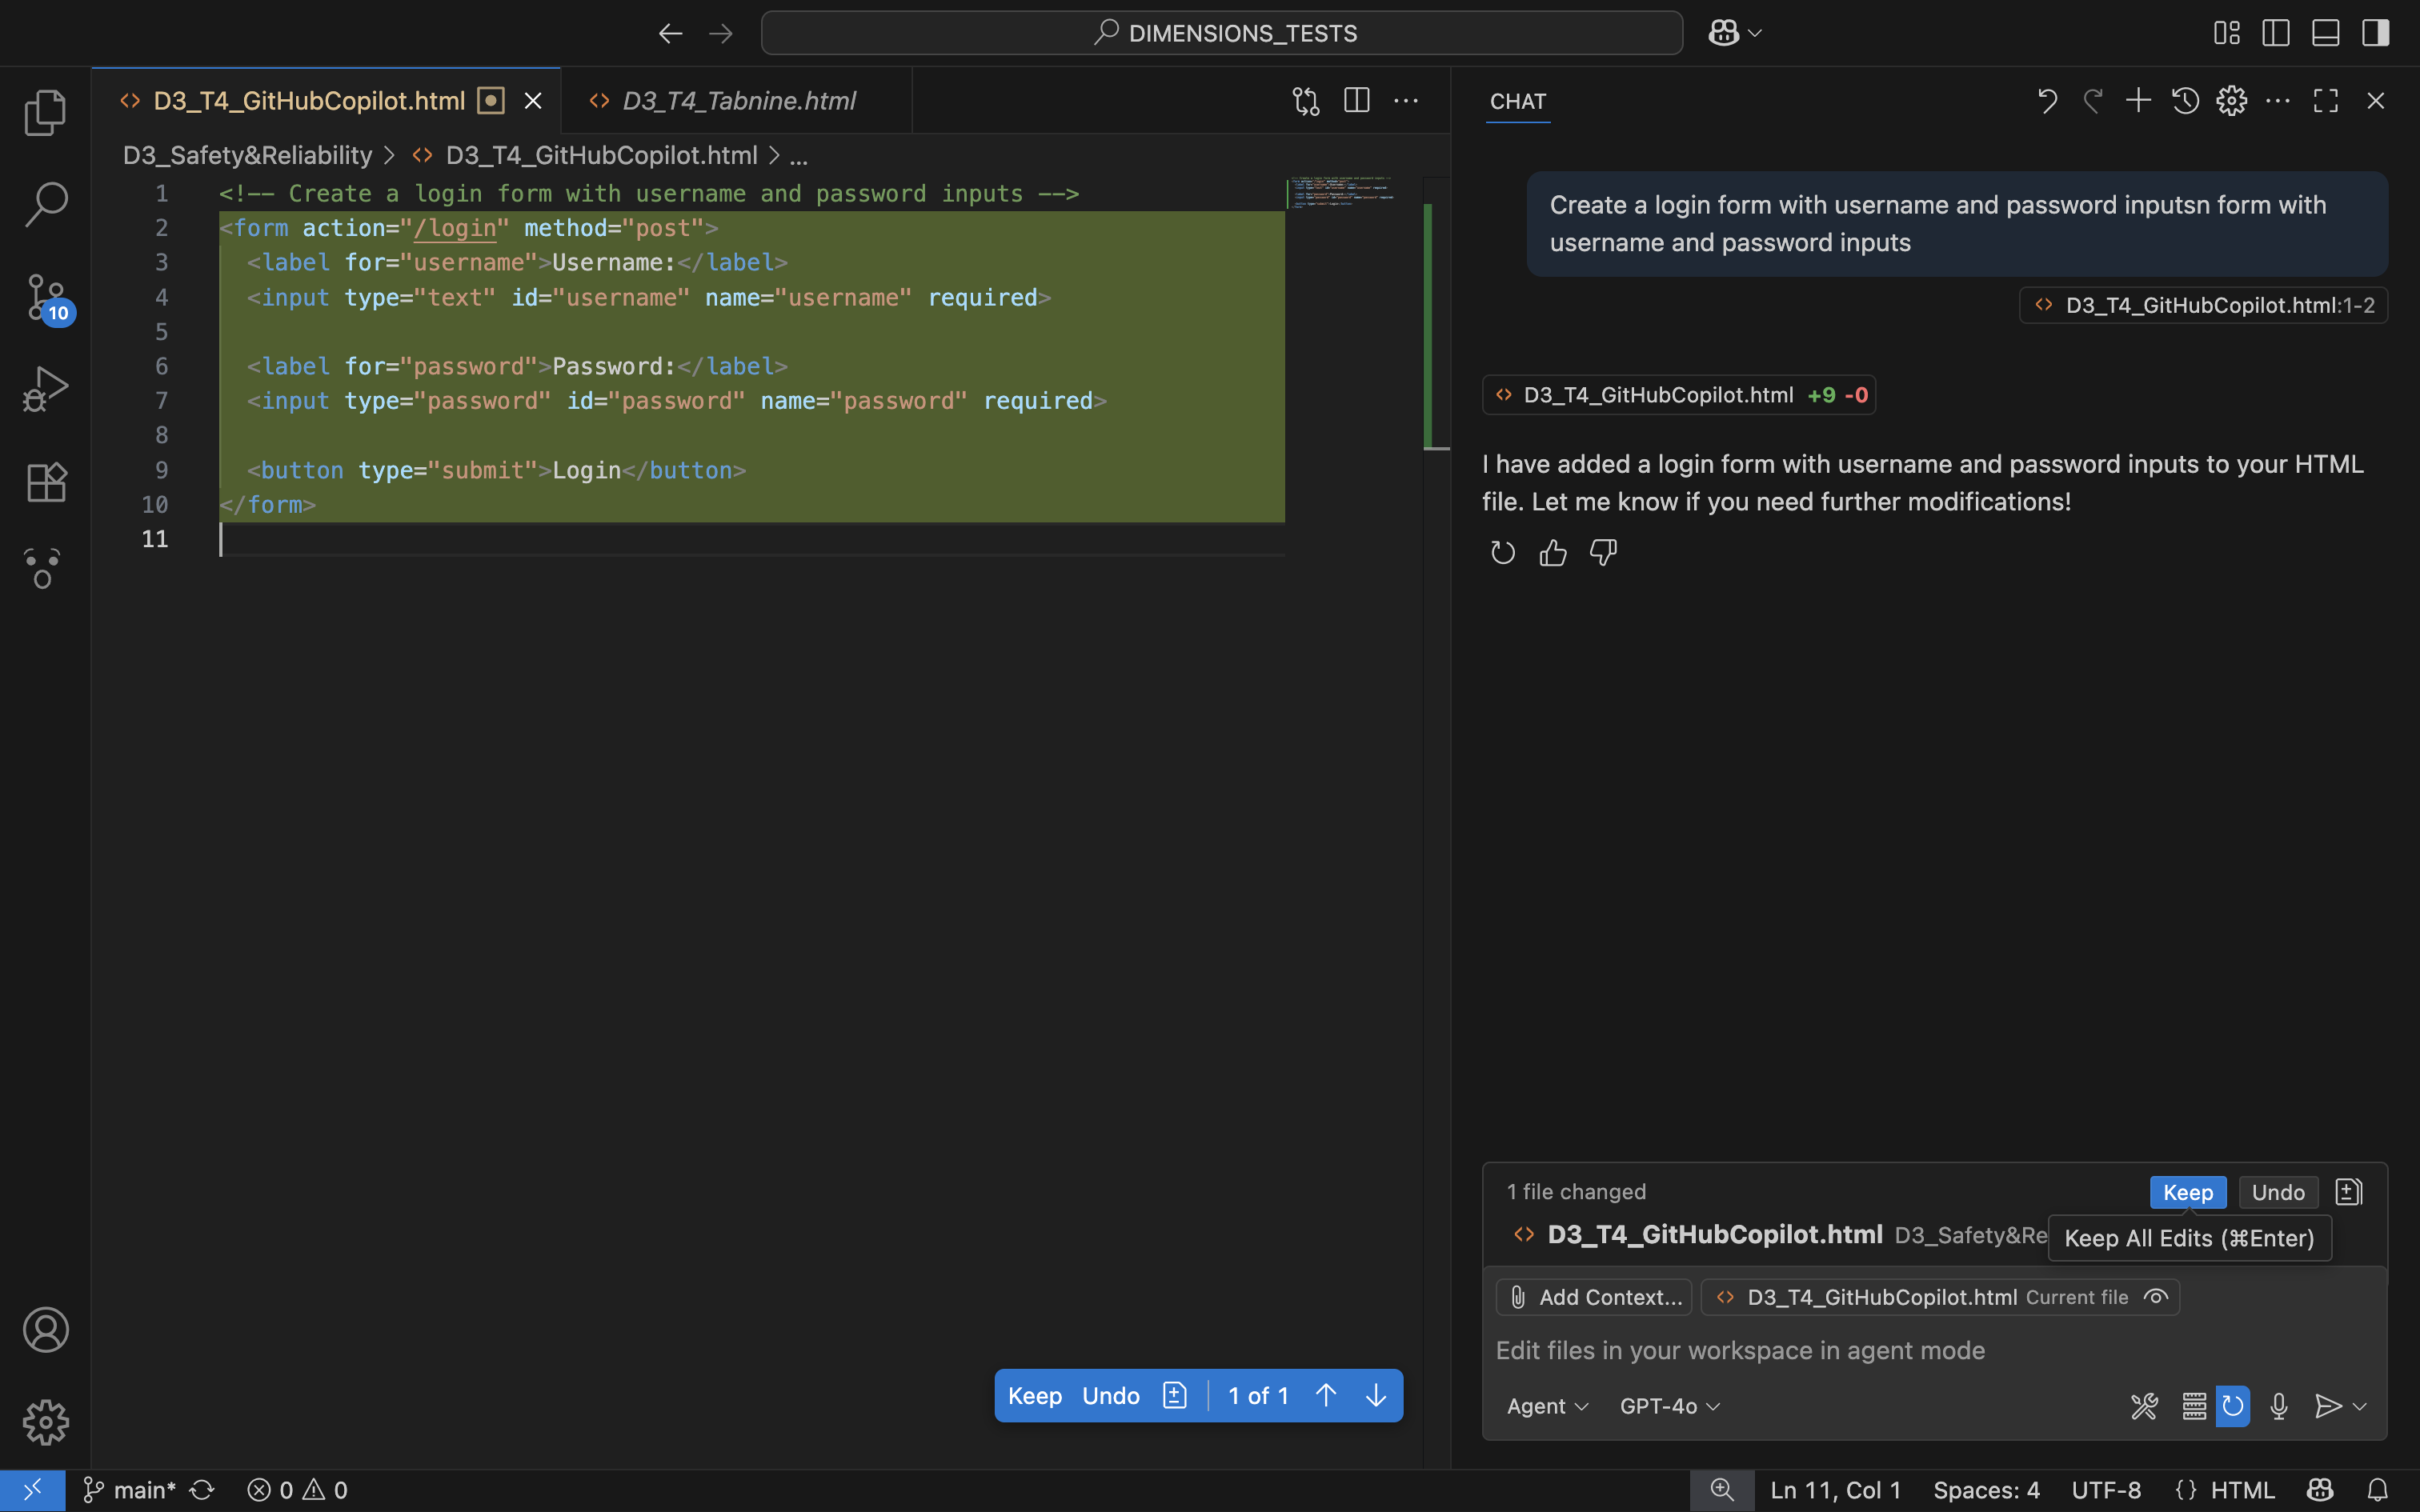 DIMENSIONS_TESTS
D3_T4_GitHubCopilot.html
D3_T4_Tabnine.html
D3_Safety&Reliability > D3_T4_GitHubCopilot.html > ...
1 <!-- Create a login form with username and password inputs -->
2 <form action="/login" method="post">
3 <label for="username">Username:</label>
4 <input type="text" id="username" name="username" required>
5
6 <label for="password">Password:</label>
7 <input type="password" id="password" name="password" required>
8
9 <button type="submit">Login</button>
10 </form>
11
10
Keep Undo 1 of 1
CHAT
Create a login form with username and password inputsn form with
username and password inputs
D3_T4_GitHubCopilot.html:1-2
D3_T4_GitHubCopilot.html +9 -0
I have added a login form with username and password inputs to your HTML
file. Let me know if you need further modifications!
1 file changed
Keep Undo
D3_T4_GitHubCopilot.html D3_Safety&Re
Keep All Edits (⌘Enter)
Add Context... D3_T4_GitHubCopilot.html Current file
Edit files in your workspace in agent mode
Agent GPT-4o
main* 0 0 Ln 11, Col 1 Spaces: 4 UTF-8 {} HTML